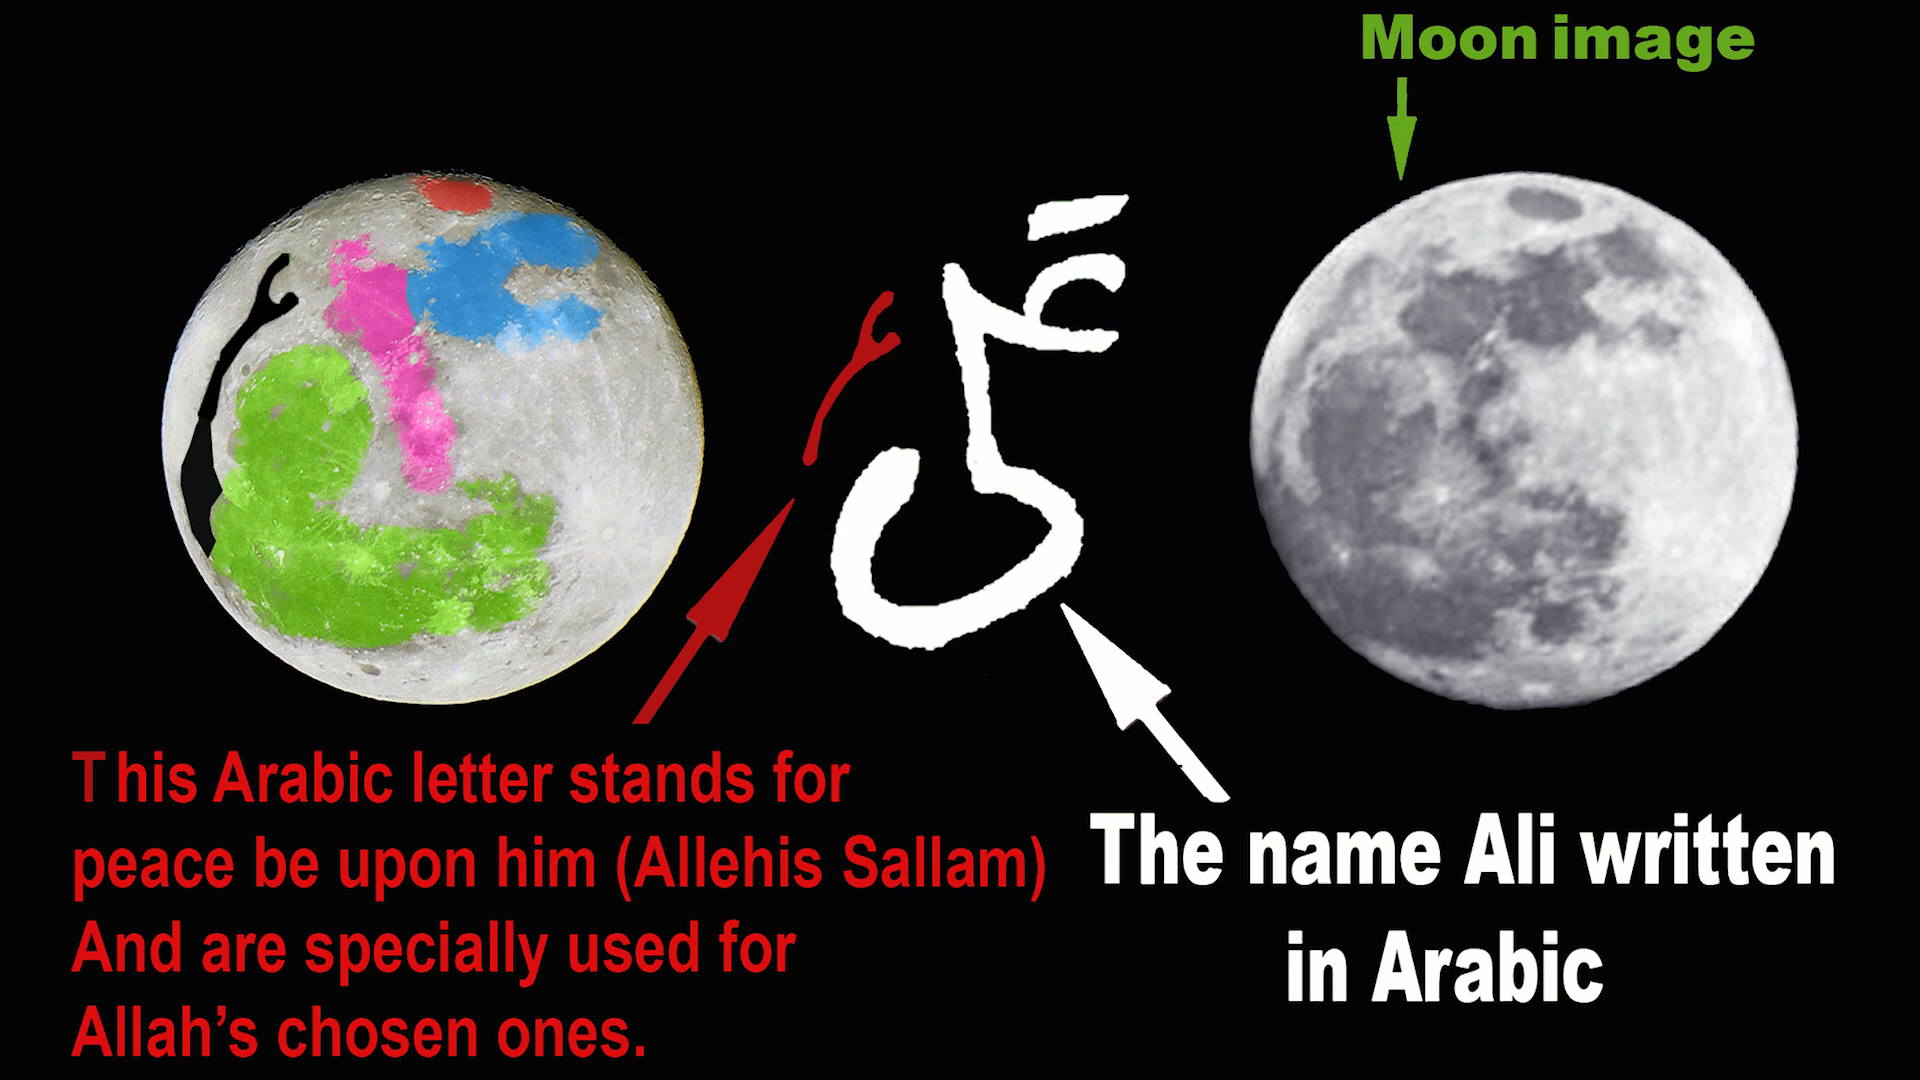 Moon image
This Arabic letter stands for
peace be upon him (Allehis Sallam)
And are specially used for
Allah’s chosen ones.
The name Ali written
in Arabic